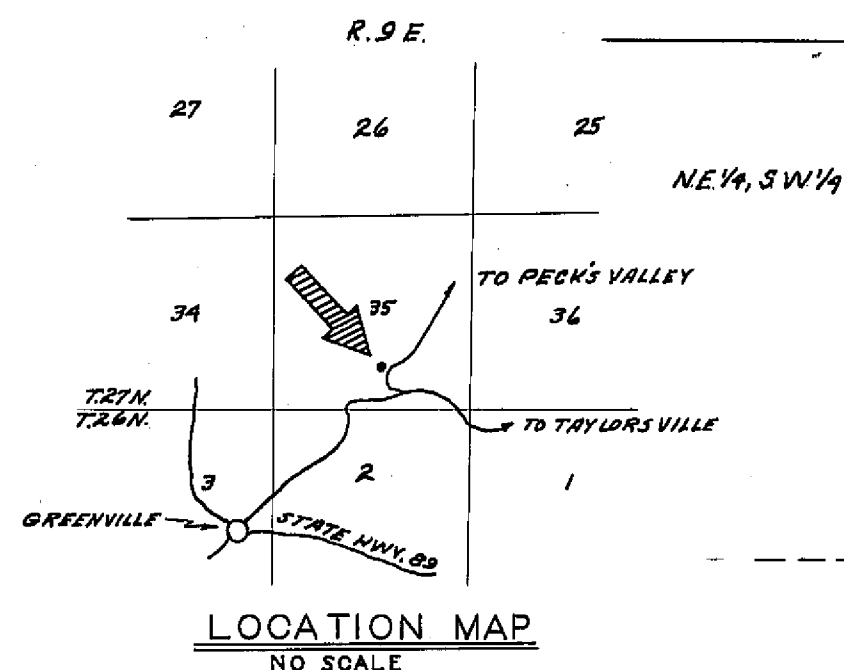 R. 9 E.
27
26
25
N.E. 1/4, S W. 1/4
TO PECK'S VALLEY
34
35
36
T.27N.
T.26N.
TO TAYLORSVILLE
3
2
1
GREENVILLE
STATE HWY. 89
LOCATION MAP
NO SCALE